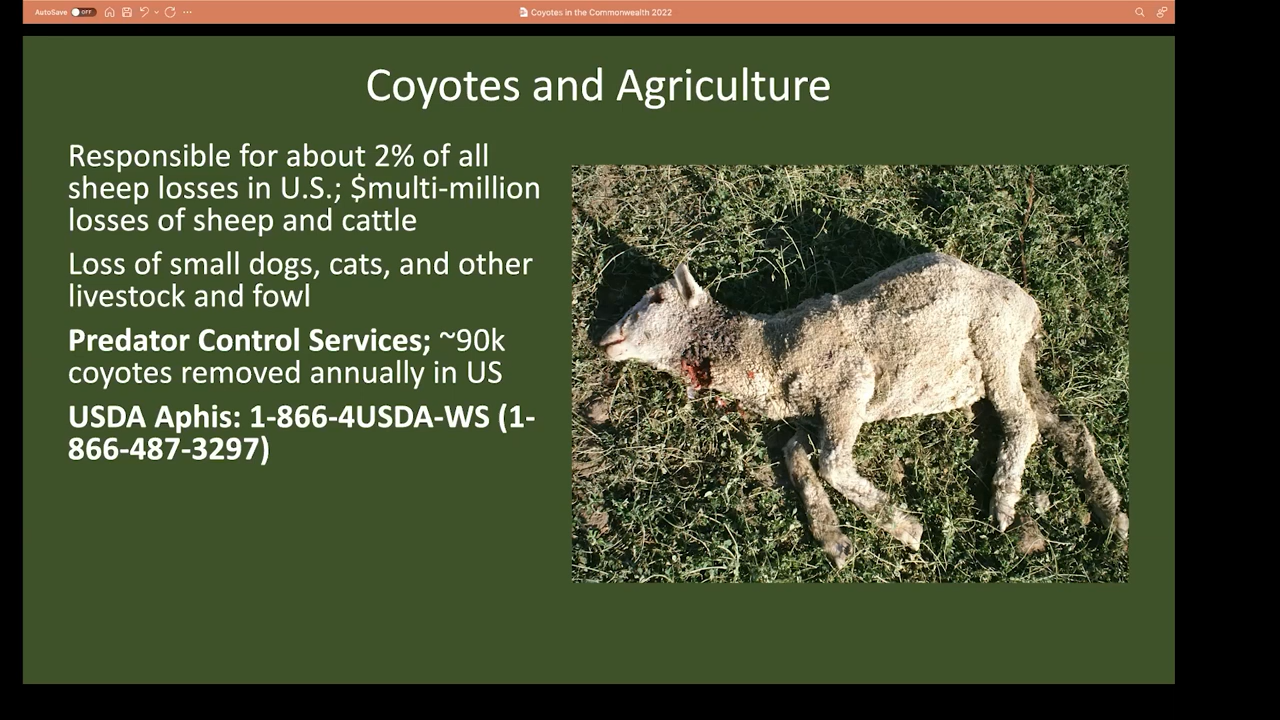 AutoSave OFF
Coyotes in the Commonwealth 2022
Coyotes and Agriculture
Responsible for about 2% of all
sheep losses in U.S.; $multi-million
losses of sheep and cattle
Loss of small dogs, cats, and other
livestock and fowl
Predator Control Services; ~90k
coyotes removed annually in US
USDA Aphis: 1-866-4USDA-WS (1-
866-487-3297)